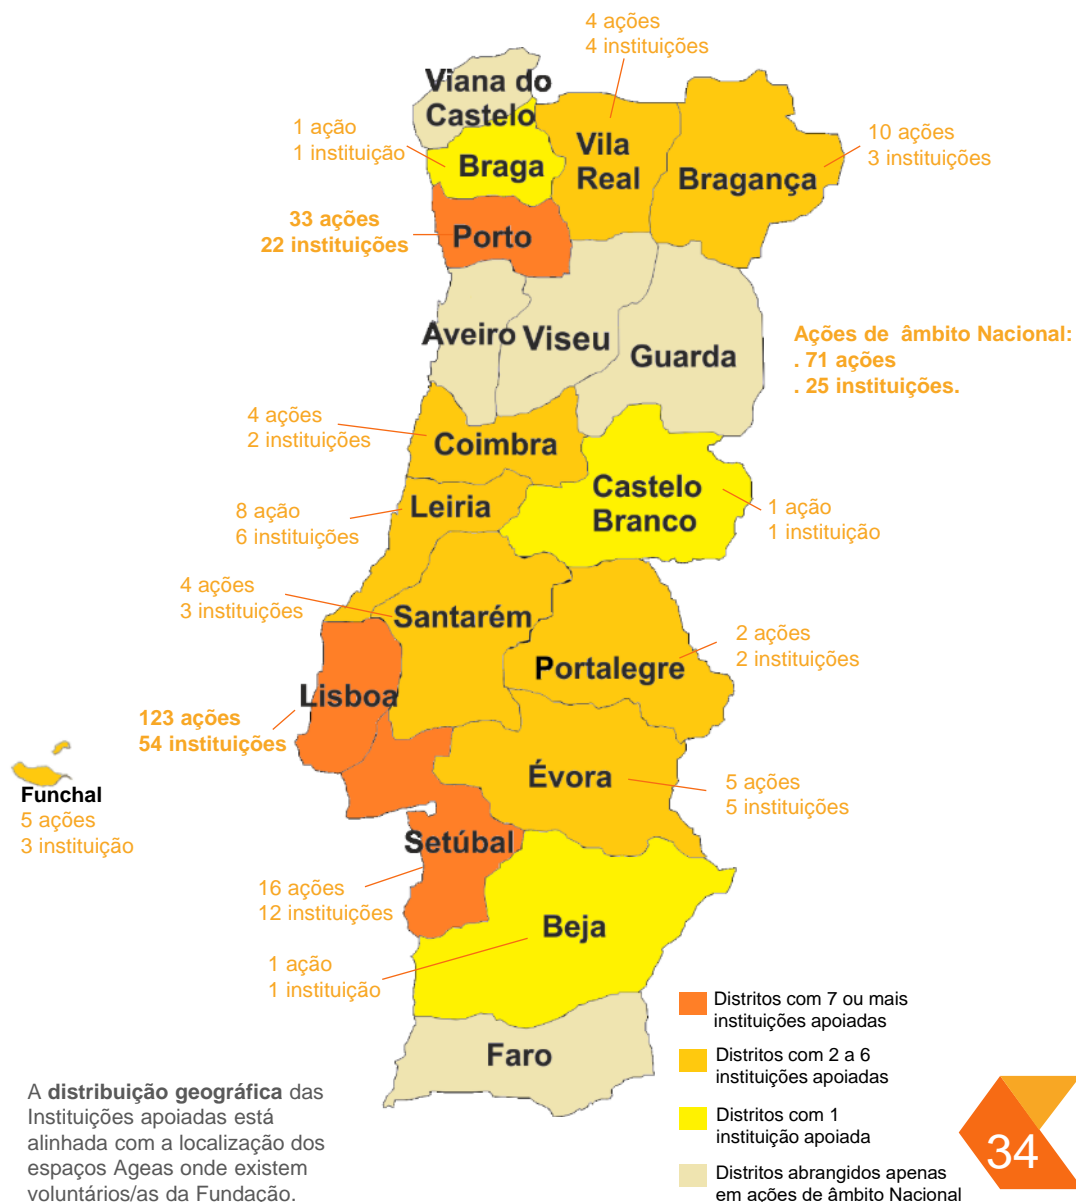 4 ações
4 instituições
Viana do
Castelo
1 ação
1 instituição
Braga
Vila
Real
Bragança
10 ações
3 instituições
33 ações
22 instituições
Porto
Aveiro
Viseu
Guarda
Ações de âmbito Nacional:
. 71 ações
. 25 instituições.
4 ações
2 instituições
Coimbra
Castelo
Branco
1 ação
1 instituição
8 ação
6 instituições
Leiria
4 ações
3 instituições
Santarém
2 ações
2 instituições
Portalegre
Lisboa
123 ações
54 instituições
Funchal
5 ações
3 instituição
Évora
5 ações
5 instituições
Setúbal
16 ações
12 instituições
Beja
1 ação
1 instituição
Faro
Distritos com 7 ou mais
instituições apoiadas
Distritos com 2 a 6
instituições apoiadas
Distritos com 1
instituição apoiada
Distritos abrangidos apenas
em ações de âmbito Nacional
A distribuição geográfica das
Instituições apoiadas está
alinhada com a localização dos
espaços Ageas onde existem
voluntários/as da Fundação.
34